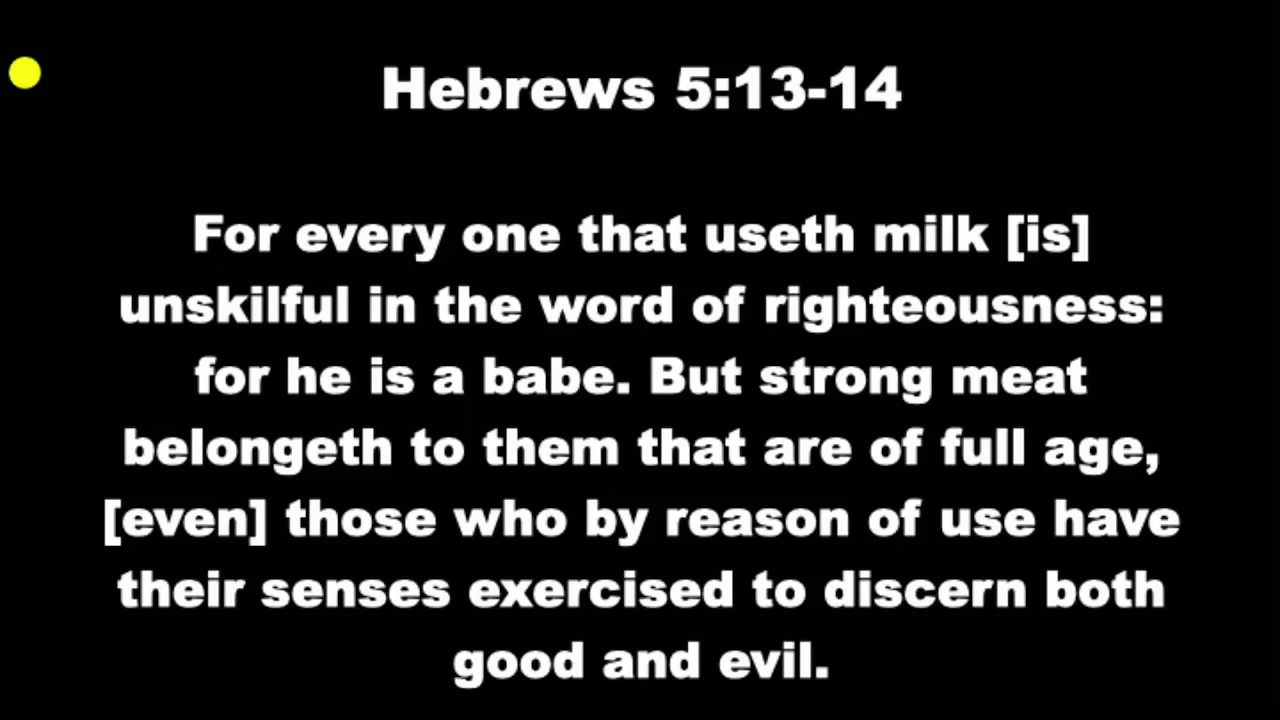 Hebrews 5:13-14
For every one that useth milk [is]
unskilful in the word of righteousness:
for he is a babe. But strong meat
belongeth to them that are of full age,
[even] those who by reason of use have
their senses exercised to discern both
good and evil.